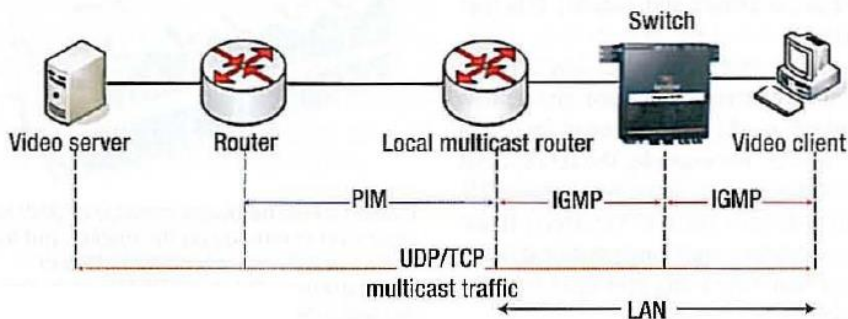 Switch
Video server
Router
Local multicast router
Video client
PIM
IGMP
IGMP
UDP/TCP
multicast traffic
LAN